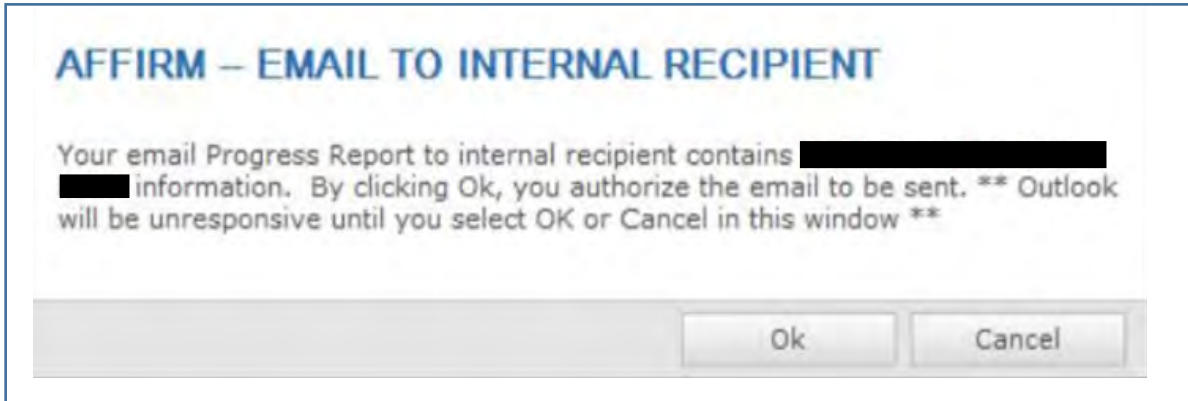 AFFIRM – EMAIL TO INTERNAL RECIPIENT
Your email Progress Report to internal recipient contains
information. By clicking Ok, you authorize the email to be sent. ** Outlook
will be unresponsive until you select OK or Cancel in this window **
Ok
Cancel